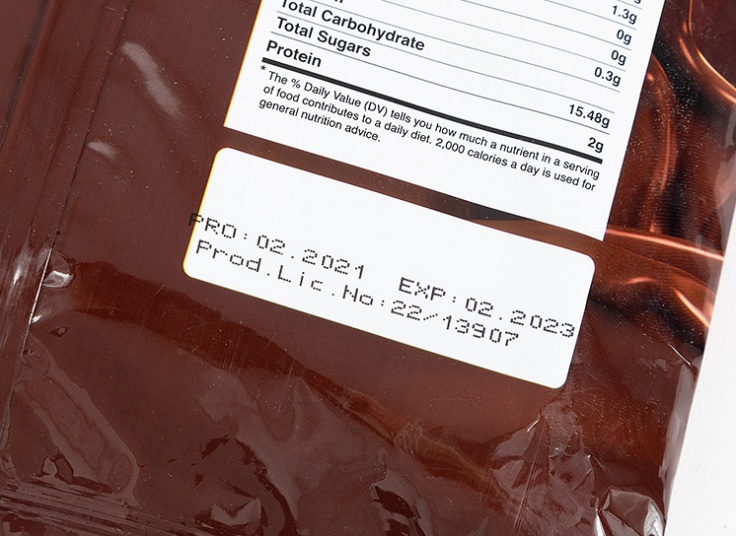 1.3g
0g
0g
0.3g
Total Carbohydrate
15.48g
Total Sugars
Protein
2g
* The % Daily Value (DV) tells you how much a nutrient in a serving
of food contributes to a daily diet. 2,000 calories a day is used for
general nutrition advice.
PRO:02.2021 EXP:02.2023
Prod.Lic.No:22/13907